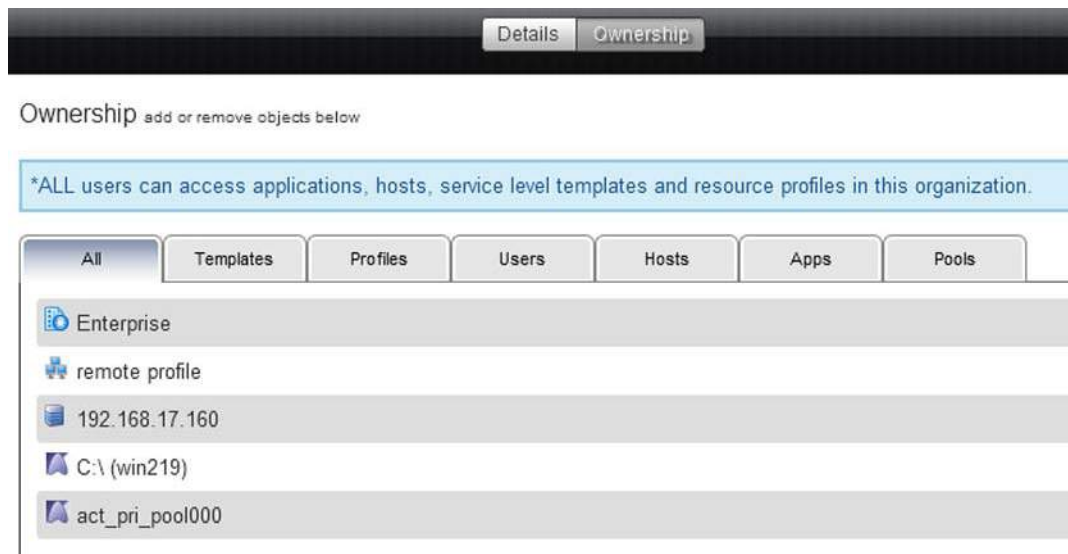 Details Ownership
Ownership add or remove objects below
*ALL users can access applications, hosts, service level templates and resource profiles in this organization.
All Templates Profiles Users Hosts Apps Pools
Enterprise
remote profile
192.168.17.160
C:\ (win219)
act_pri_pool000